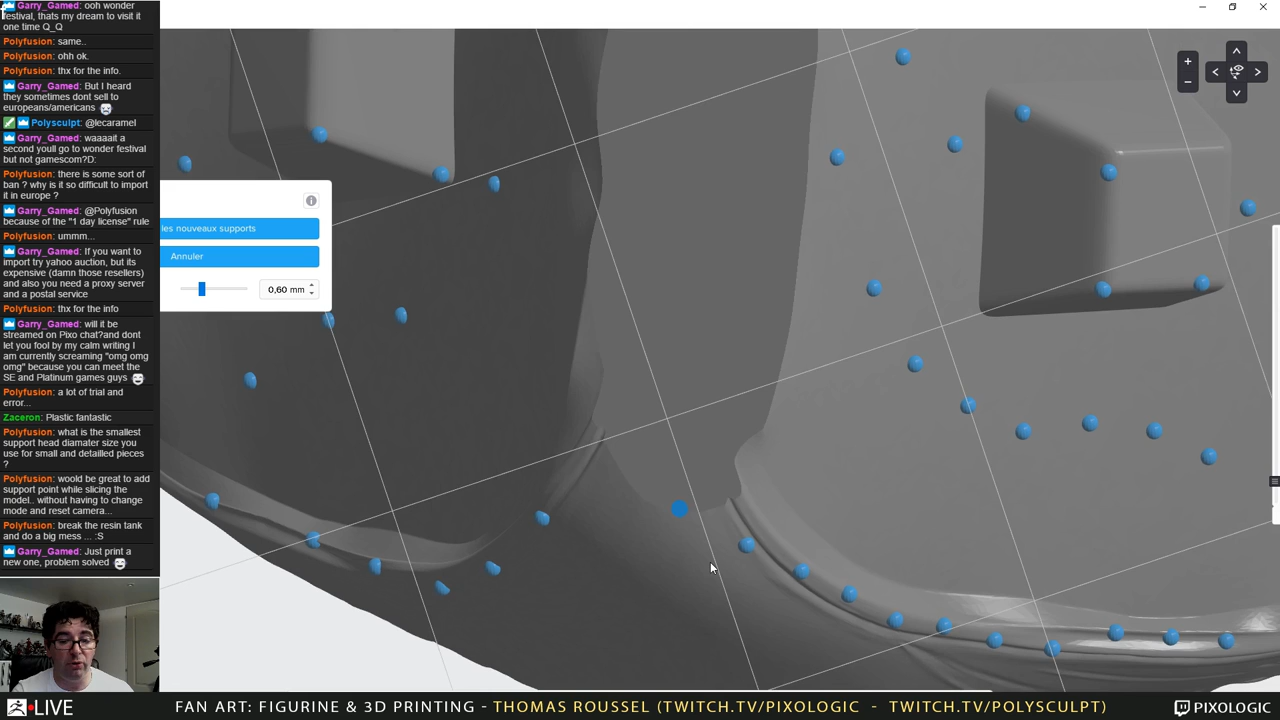 Garry_Gamed: ooh wonder
festival, thats my dream to visit it
one time Q_Q
Polyfusion: same..
Polyfusion: ohh ok.
Polyfusion: thx for the info.
Garry_Gamed: But I heard
they sometimes dont sell to
europeans/americans
Polysculpt: @lecaramel
Garry_Gamed: waaaait a
second youll go to wonder festival
but not gamescom?D:
Polyfusion: there is some sort of
ban ? why is it so difficult to import
it in europe ?
Garry_Gamed: @Polyfusion
because of the "1 day license" rule
Polyfusion: ummm...
Garry_Gamed: If you want to
import try yahoo auction, but its
expensive (damn those resellers)
and also you need a proxy server
and a postal service
Polyfusion: thx for the info
Garry_Gamed: will it be
streamed on Pixo chat?and dont
let you fool by my calm writing I
am currently screaming "omg omg
omg" because you can meet the
SE and Platinum games guys
Polyfusion: a lot of trial and
error...
Zaceron: Plastic fantastic
Polyfusion: what is the smallest
support head diamater size you
use for small and detailled pieces
?
Polyfusion: would be great to add
support point while slicing the
model.. without having to change
mode and reset camera...
Polyfusion: break the resin tank
and do a big mess ... :S
Garry_Gamed: Just print a
new one, problem solved
les nouveaux supports
Annuler
0,60 mm
LIVE
FAN ART: FIGURINE & 3D PRINTING - THOMAS ROUSSEL (TWITCH.TV/PIXOLOGIC - TWITCH.TV/POLYSCULPT)
PIXOLOGIC